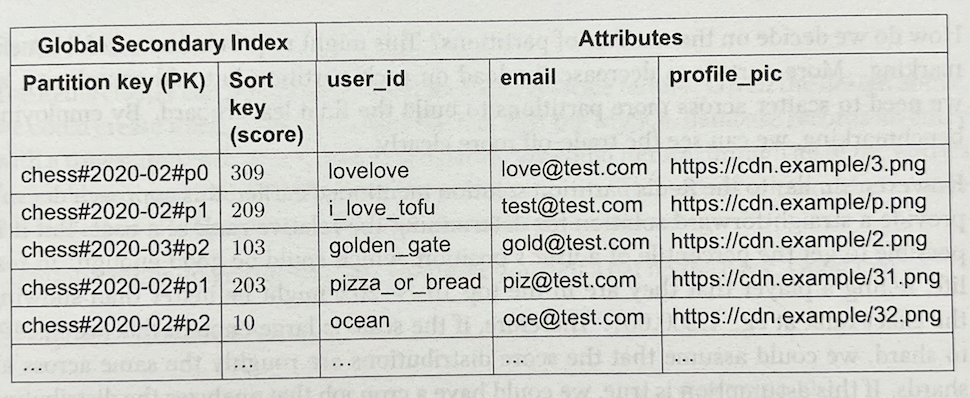 Global Secondary Index Attributes
Partition key (PK) Sort key (score) user_id email profile_pic
chess#2020-02#p0 309 lovelove love@test.com https://cdn.example/3.png
chess#2020-02#p1 209 i_love_tofu test@test.com https://cdn.example/p.png
chess#2020-03#p2 103 golden_gate gold@test.com https://cdn.example/2.png
chess#2020-02#p1 203 pizza_or_bread piz@test.com https://cdn.example/31.png
chess#2020-02#p2 10 ocean oce@test.com https://cdn.example/32.png
... ... ... ... ...